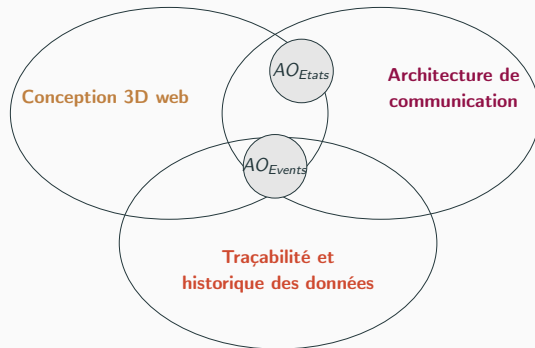 AO_Etats
Conception 3D web
Architecture de
communication
AO_Events
Traçabilité et
historique des données